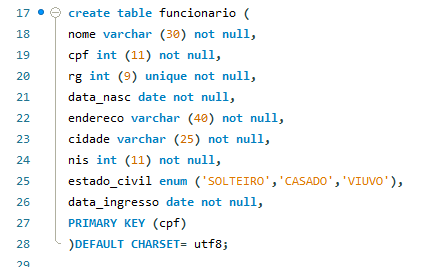 17 create table funcionario (
18 nome varchar (30) not null,
19 cpf int (11) not null,
20 rg int (9) unique not null,
21 data_nasc date not null,
22 endereco varchar (40) not null,
23 cidade varchar (25) not null,
24 nis int (11) not null,
25 estado_civil enum ('SOLTEIRO','CASADO','VIUVO'),
26 data_ingresso date not null,
27 PRIMARY KEY (cpf)
28 )DEFAULT CHARSET= utf8;
29